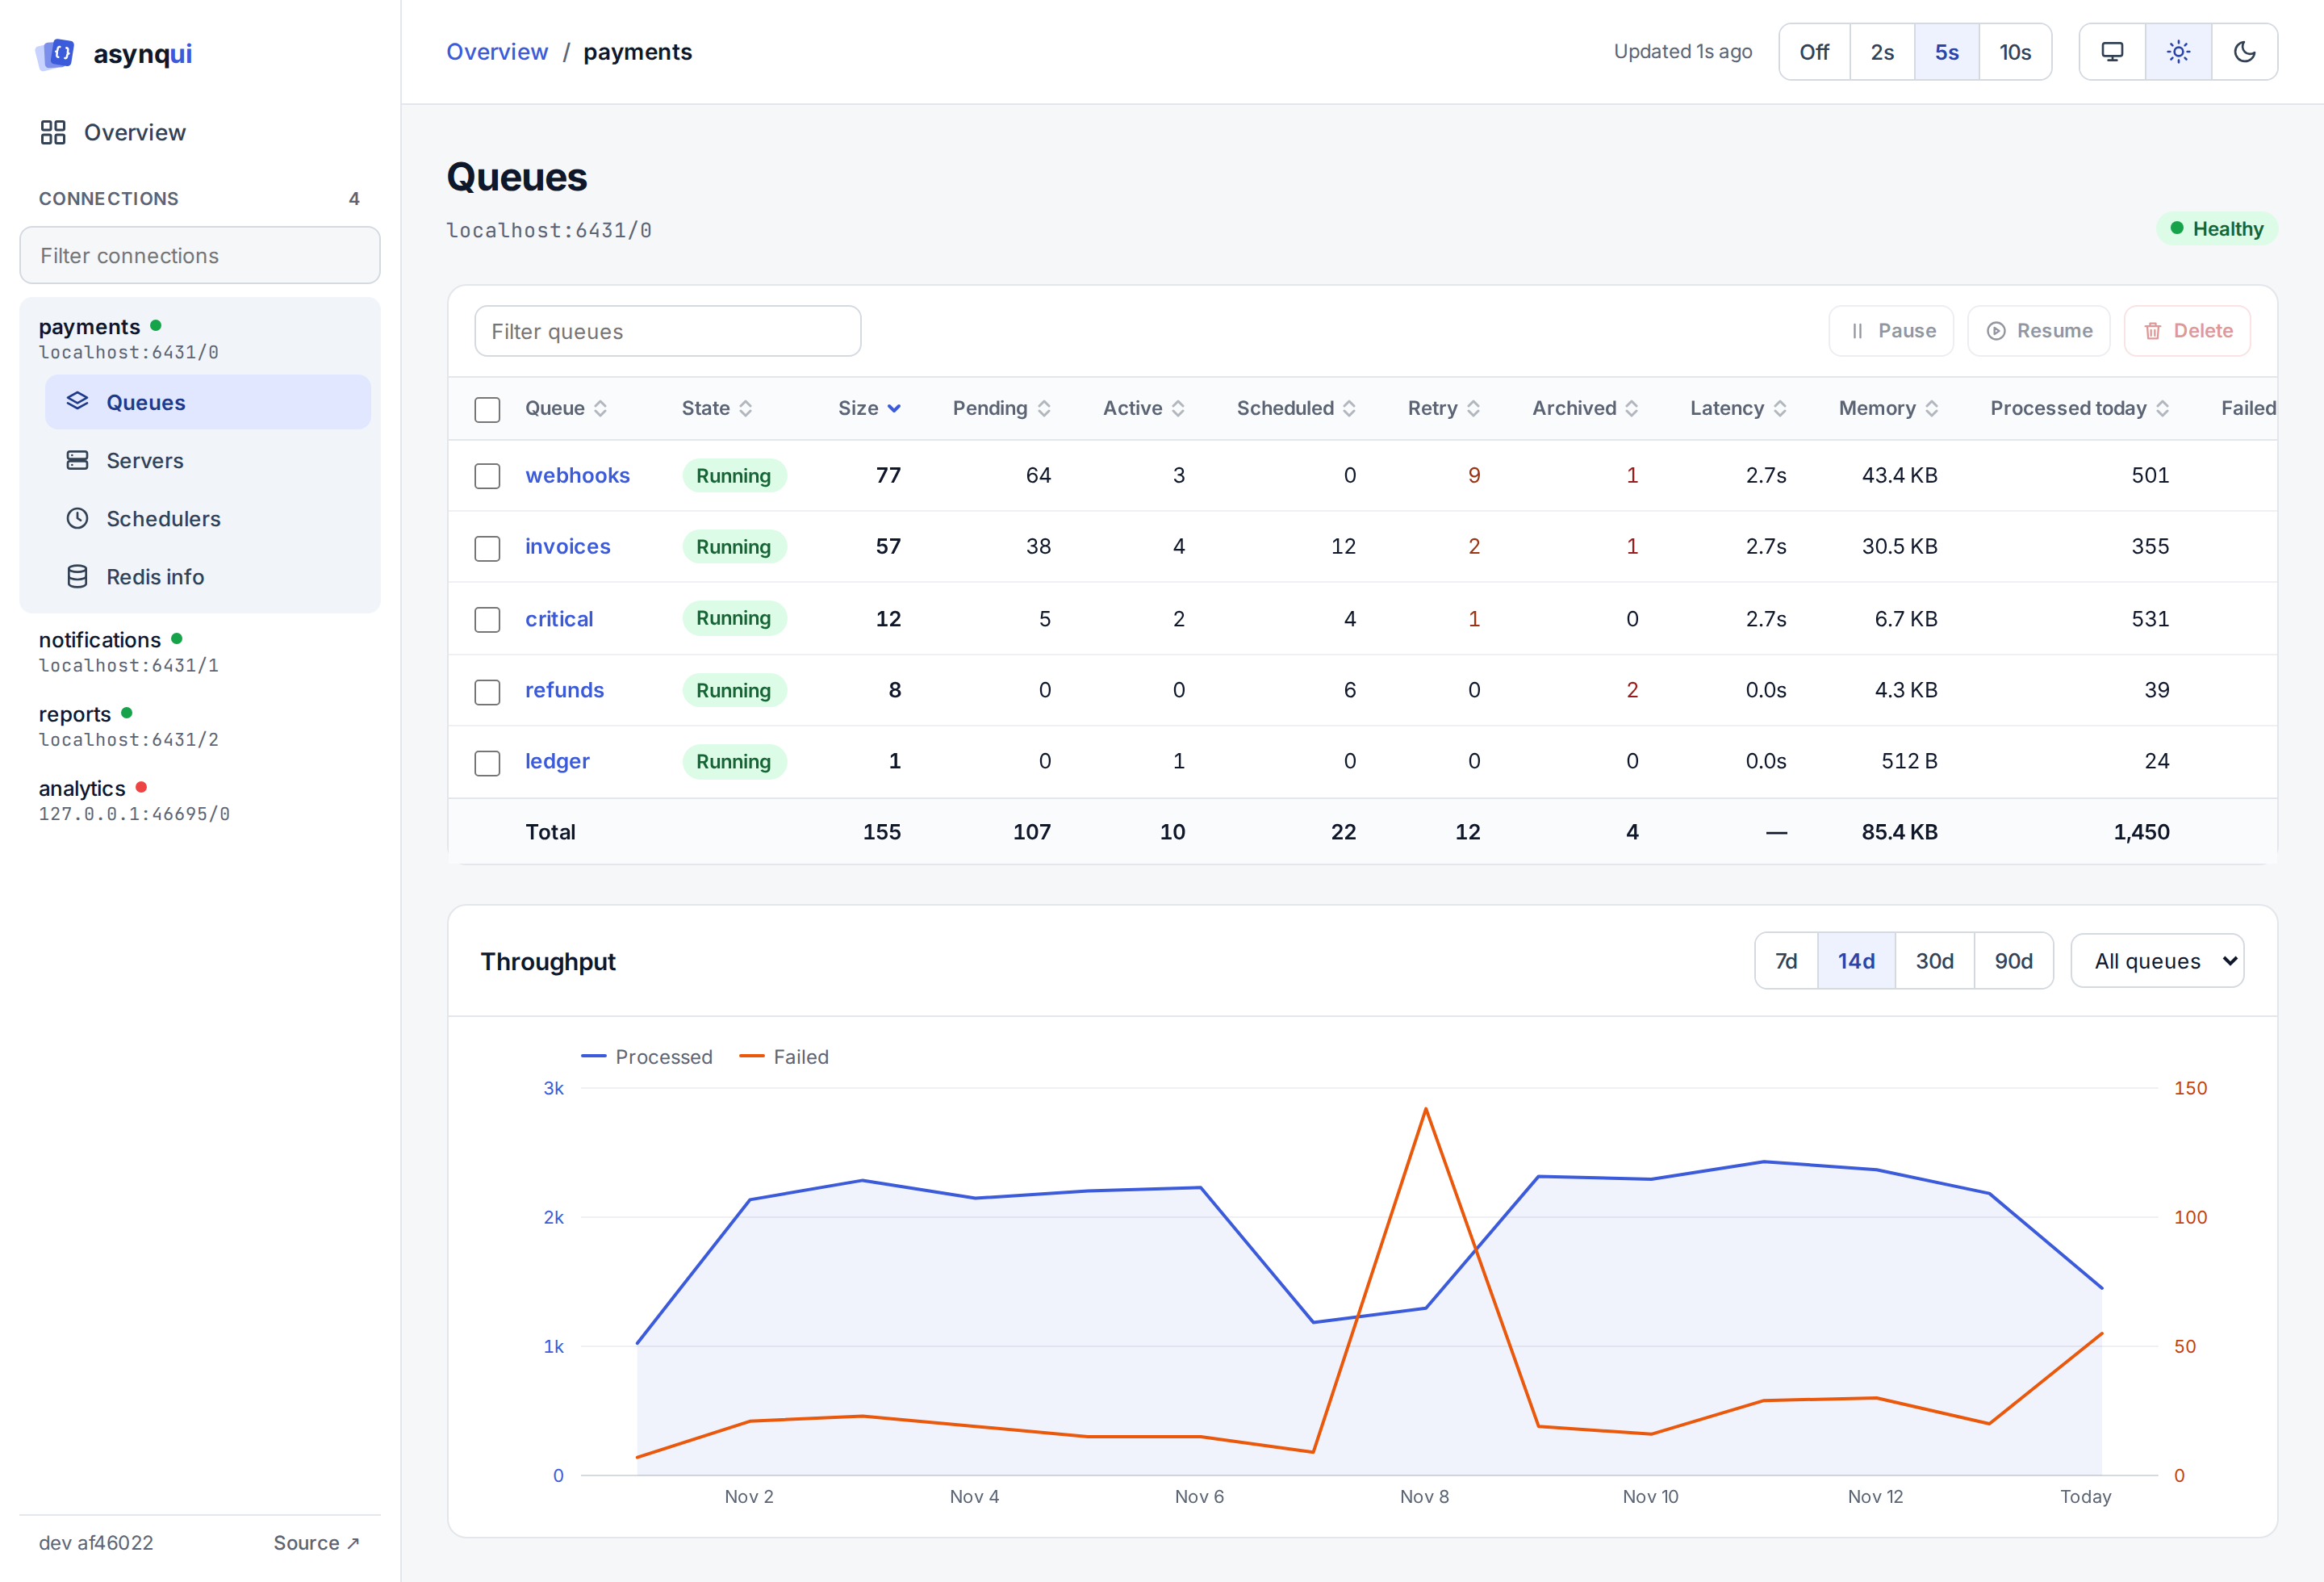 asynqui
Overview
CONNECTIONS 4
Filter connections
payments
localhost:6431/0
Queues
Servers
Schedulers
Redis info
notifications
localhost:6431/1
reports
localhost:6431/2
analytics
127.0.0.1:46695/0
dev af46022 Source ↗
Overview / payments
Updated 1s ago Off 2s 5s 10s
Queues
localhost:6431/0
Healthy
Filter queues Pause Resume Delete
Queue State Size Pending Active Scheduled Retry Archived Latency Memory Processed today Failed
webhooks Running 77 64 3 0 9 1 2.7s 43.4 KB 501
invoices Running 57 38 4 12 2 1 2.7s 30.5 KB 355
critical Running 12 5 2 4 1 0 2.7s 6.7 KB 531
refunds Running 8 0 0 6 0 2 0.0s 4.3 KB 39
ledger Running 1 0 1 0 0 0 0.0s 512 B 24
Total 155 107 10 22 12 4 — 85.4 KB 1,450
Throughput 7d 14d 30d 90d All queues
Processed Failed
3k 150
2k 100
1k 50
0 0
Nov 2 Nov 4 Nov 6 Nov 8 Nov 10 Nov 12 Today